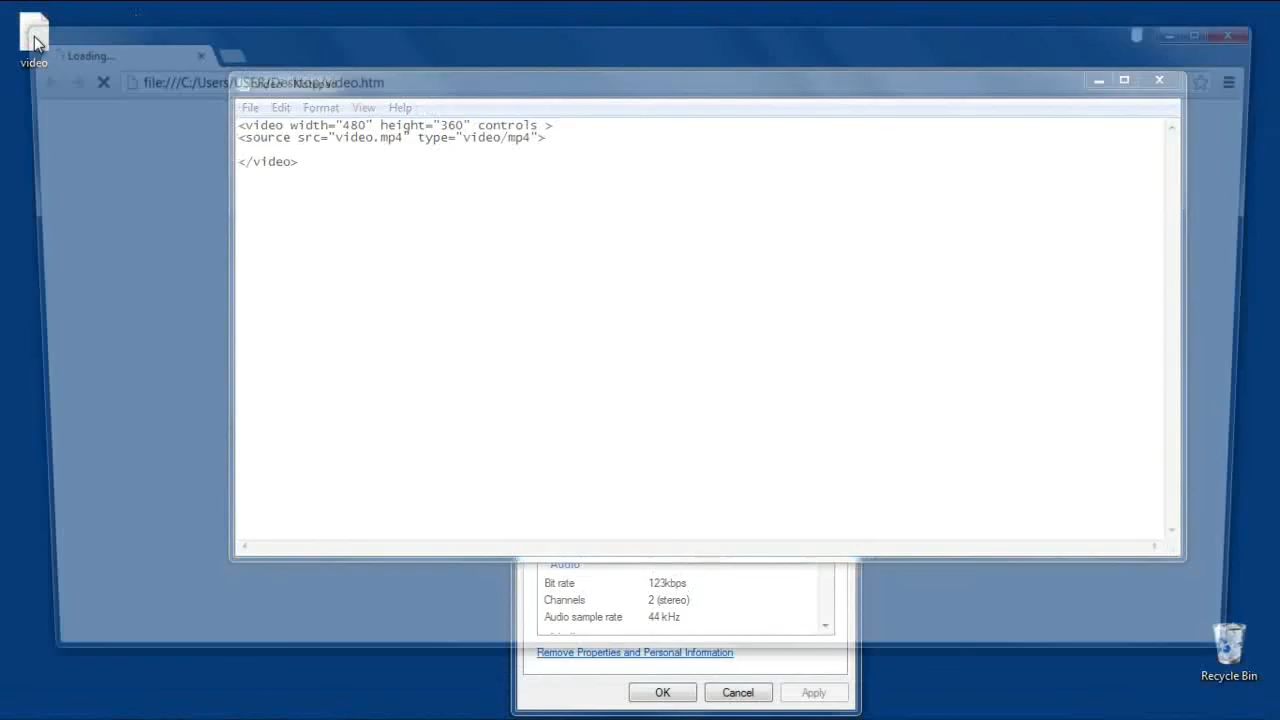 video
Loading...
file:///C:/Users/USER/Desktop/video.htm
File Edit Format View Help
<video width="480" height="360" controls >
<source src="video.mp4" type="video/mp4">
</video>
Audio
Bit rate 123kbps
Channels 2 (stereo)
Audio sample rate 44 kHz
Remove Properties and Personal Information
OK Cancel Apply
Recycle Bin